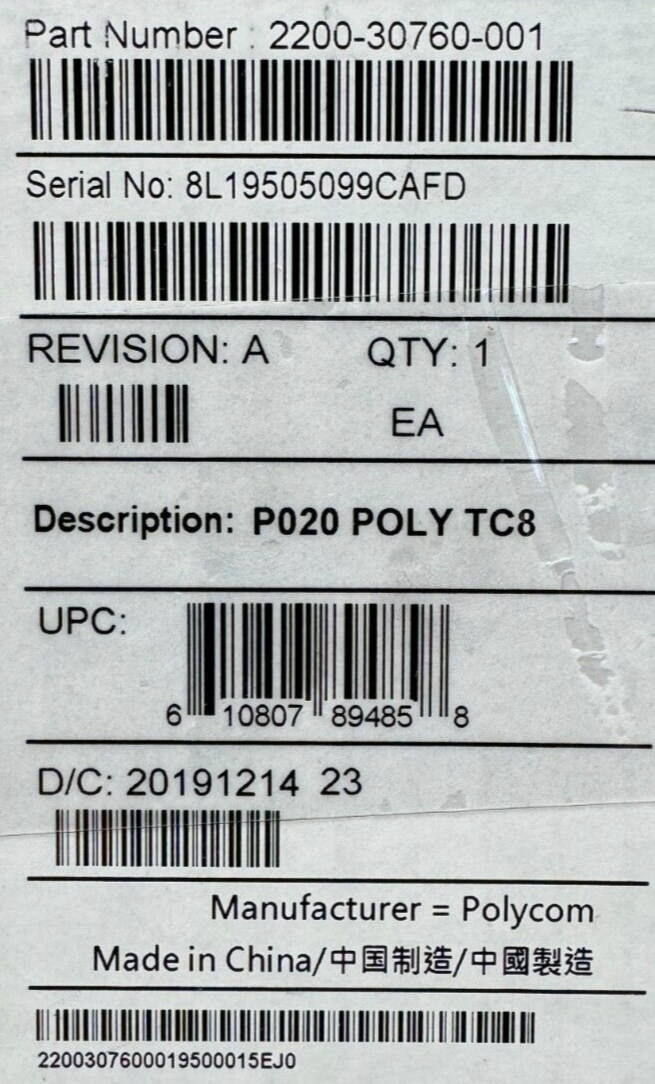 Part Number : 2200-30760-001
Serial No: 8L19505099CAFD
REVISION: A QTY: 1
EA
Description: P020 POLY TC8
UPC:
6 10807 89485 8
D/C: 20191214 23
Manufacturer = Polycom
Made in China/中国制造/中國製造
2200307600019500015EJ0